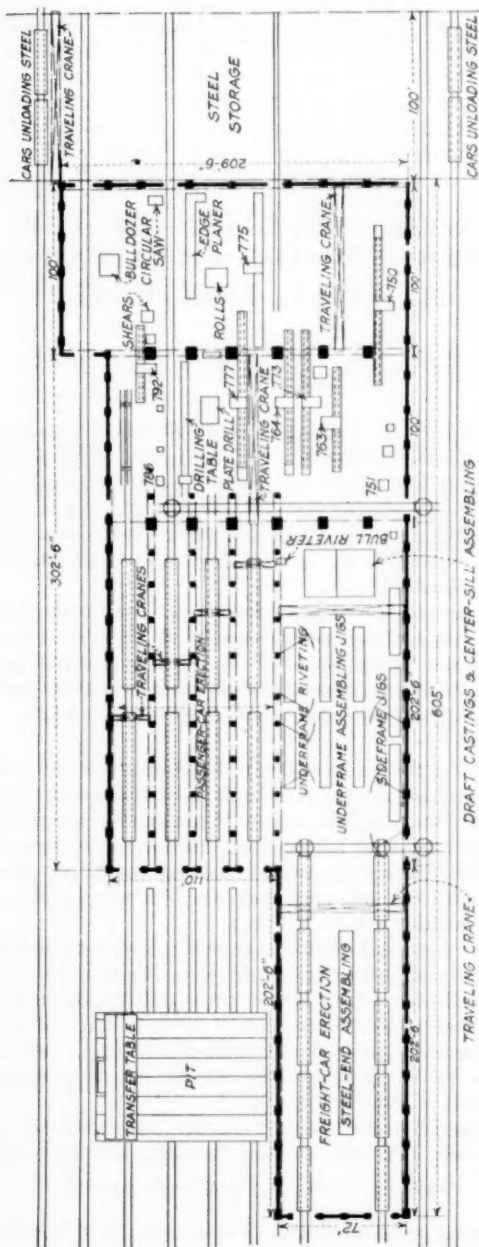 CARS UNLOADING STEEL
TRAVELING CRANE
STEEL
STORAGE
100'
CARS UNLOADING STEEL
209'-6"
100'
BULLDOZER
CIRCULAR
SAW
SHEARS
EDGE
PLANER
775
ROLLS
TRAVELING CRANE
750
100'
792
777
773
764
763
751
786
DRILLING
TABLE
PLATE DRILL
TRAVELING CRANE
100'
302'-6"
TRAVELING CRANES
PASSENGER-CAR ERECTION
BULL RIVETER
UNDERFRAME RIVETING
UNDERFRAME ASSEMBLING JIGS
SIDEFRAME JIGS
202'-6"
605'
DRAFT CASTINGS & CENTER-SILL ASSEMBLING
110'
202'-6"
TRANSFER TABLE
PIT
FREIGHT-CAR ERECTION
STEEL-END ASSEMBLING
202'-6"
72'
TRAVELING CRANE